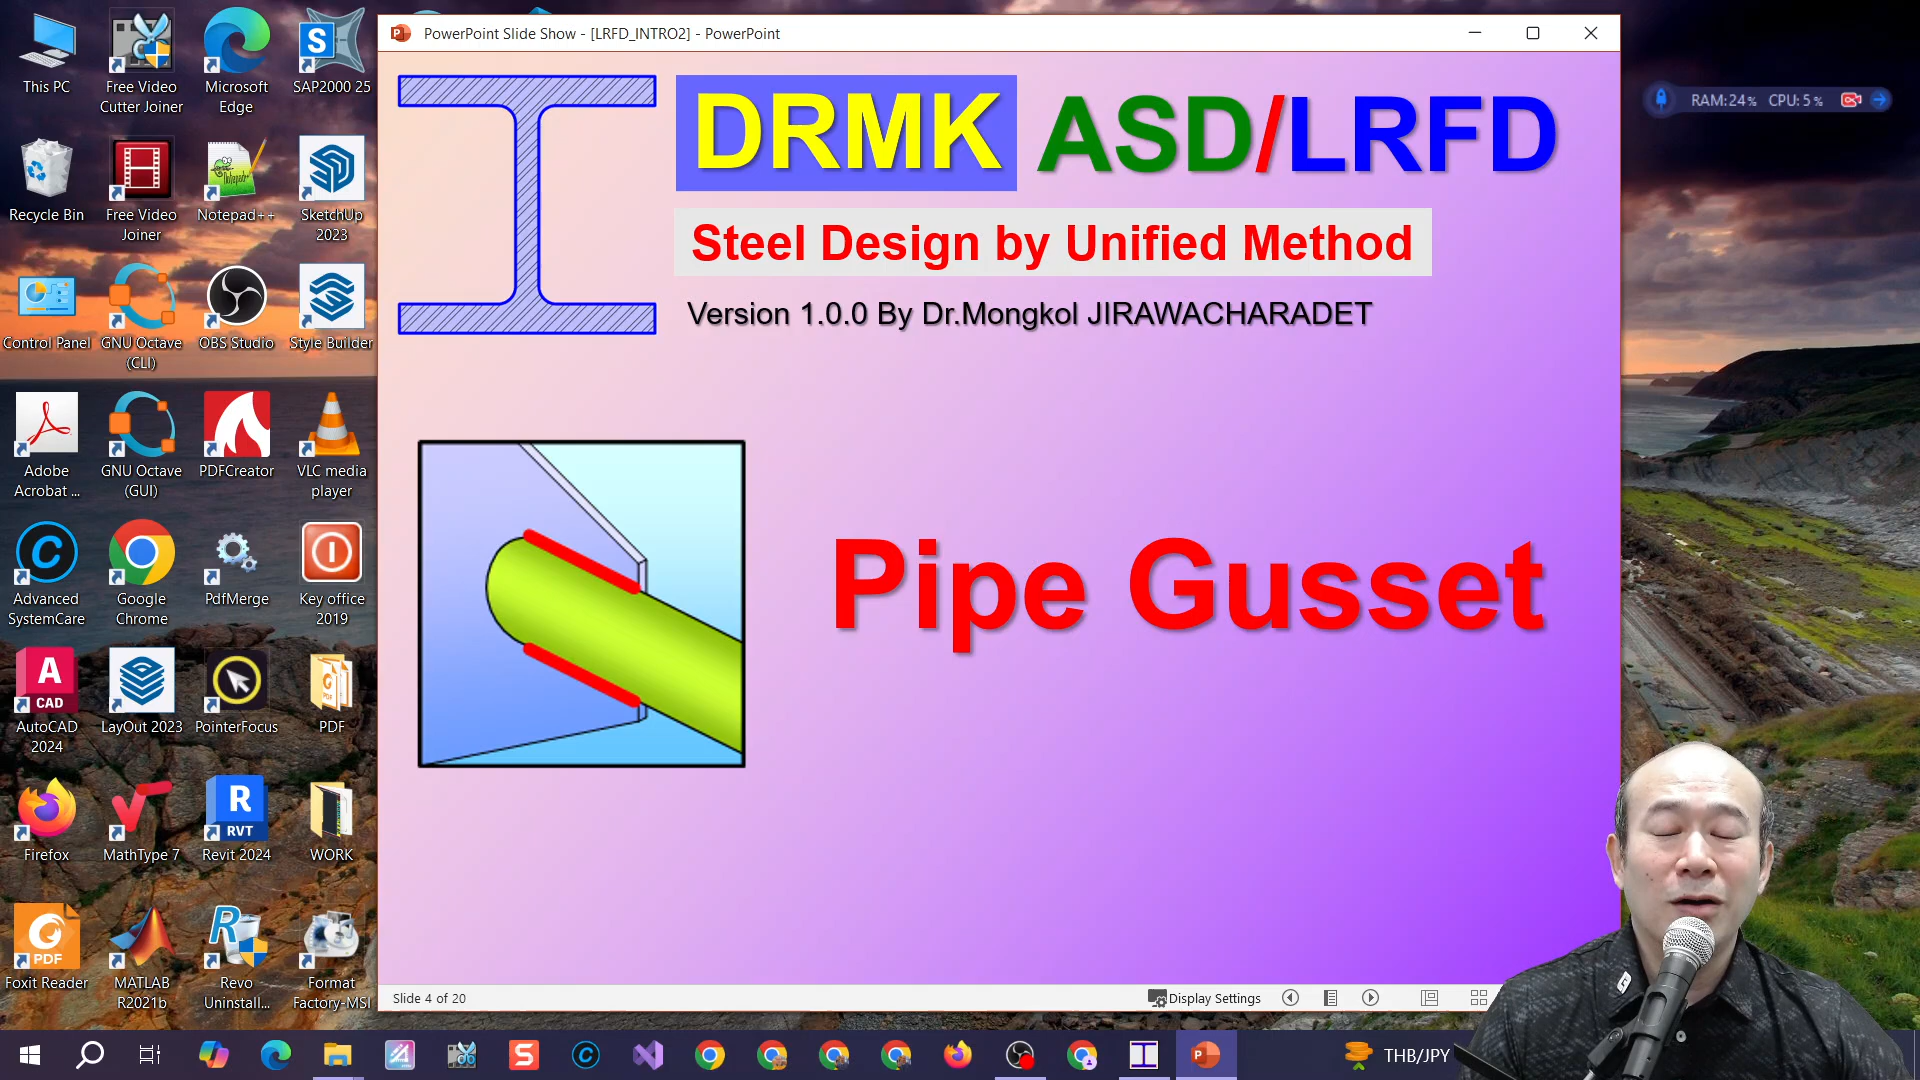 PowerPoint Slide Show - [LRFD_INTRO2] - PowerPoint
DRMK ASD/LRFD
Steel Design by Unified Method
Version 1.0.0 By Dr.Mongkol JIRAWACHARADET
Pipe Gusset
Slide 4 of 20
Display Settings
RAM:24% CPU:5%
This PC
Free Video
Cutter Joiner
Microsoft
Edge
SAP2000 25
Recycle Bin
Free Video
Joiner
Notepad++
SketchUp
2023
Control Panel
GNU Octave
(CLI)
OBS Studio
Style Builder
Adobe
Acrobat ...
GNU Octave
(GUI)
PDFCreator
VLC media
player
Advanced
SystemCare
Google
Chrome
PdfMerge
Key office
2019
AutoCAD
2024
LayOut 2023
PointerFocus
PDF
Firefox
MathType 7
Revit 2024
WORK
Foxit Reader
MATLAB
R2021b
Revo
Uninstall...
Format
Factory-MSI
A
CAD
R
RVT
PDF
THB/JPY